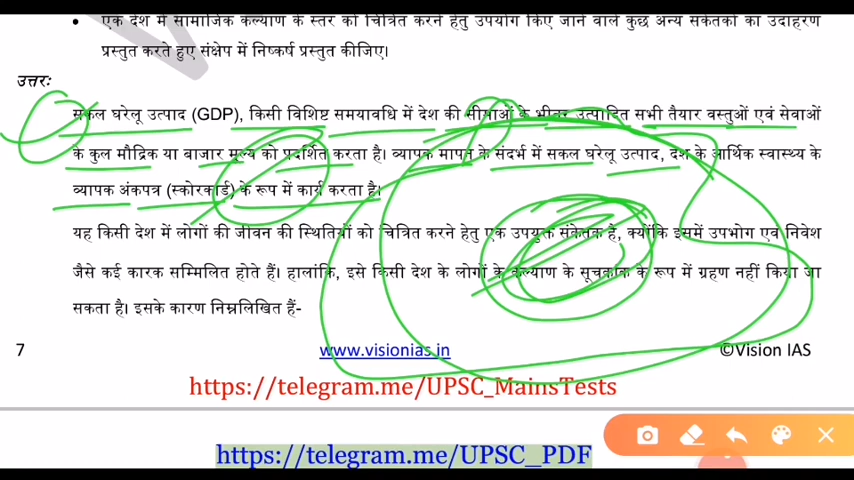 • एक देश में सामाजिक कल्याण के स्तर को चित्रित करने हेतु उपयोग किए जाने वाले कुछ अन्य संकेतकों का उदाहरण
प्रस्तुत करते हुए संक्षेप में निष्कर्ष प्रस्तुत कीजिए।
उत्तरः
सकल घरेलू उत्पाद (GDP), किसी विशिष्ट समयावधि में देश की सीमाओं के भीतर उत्पादित सभी तैयार वस्तुओं एवं सेवाओं
के कुल मौद्रिक या बाजार मूल्य को प्रदर्शित करता है। व्यापक मापन के संदर्भ में सकल घरेलू उत्पाद, देश के आर्थिक स्वास्थ्य के
व्यापक अंकपत्र (स्कोरकार्ड) के रूप में कार्य करता है।
यह किसी देश में लोगों की जीवन की स्थितियों को चित्रित करने हेतु एक उपयुक्त संकेतक है, क्योंकि इसमें उपभोग एवं निवेश
जैसे कई कारक सम्मिलित होते हैं। हालांकि, इसे किसी देश के लोगों के कल्याण के सूचकांक के रूप में ग्रहण नहीं किया जा
सकता है। इसके कारण निम्नलिखित हैं-
7 www.visionias.in ©Vision IAS
https://telegram.me/UPSC_MainsTests
https://telegram.me/UPSC_PDF